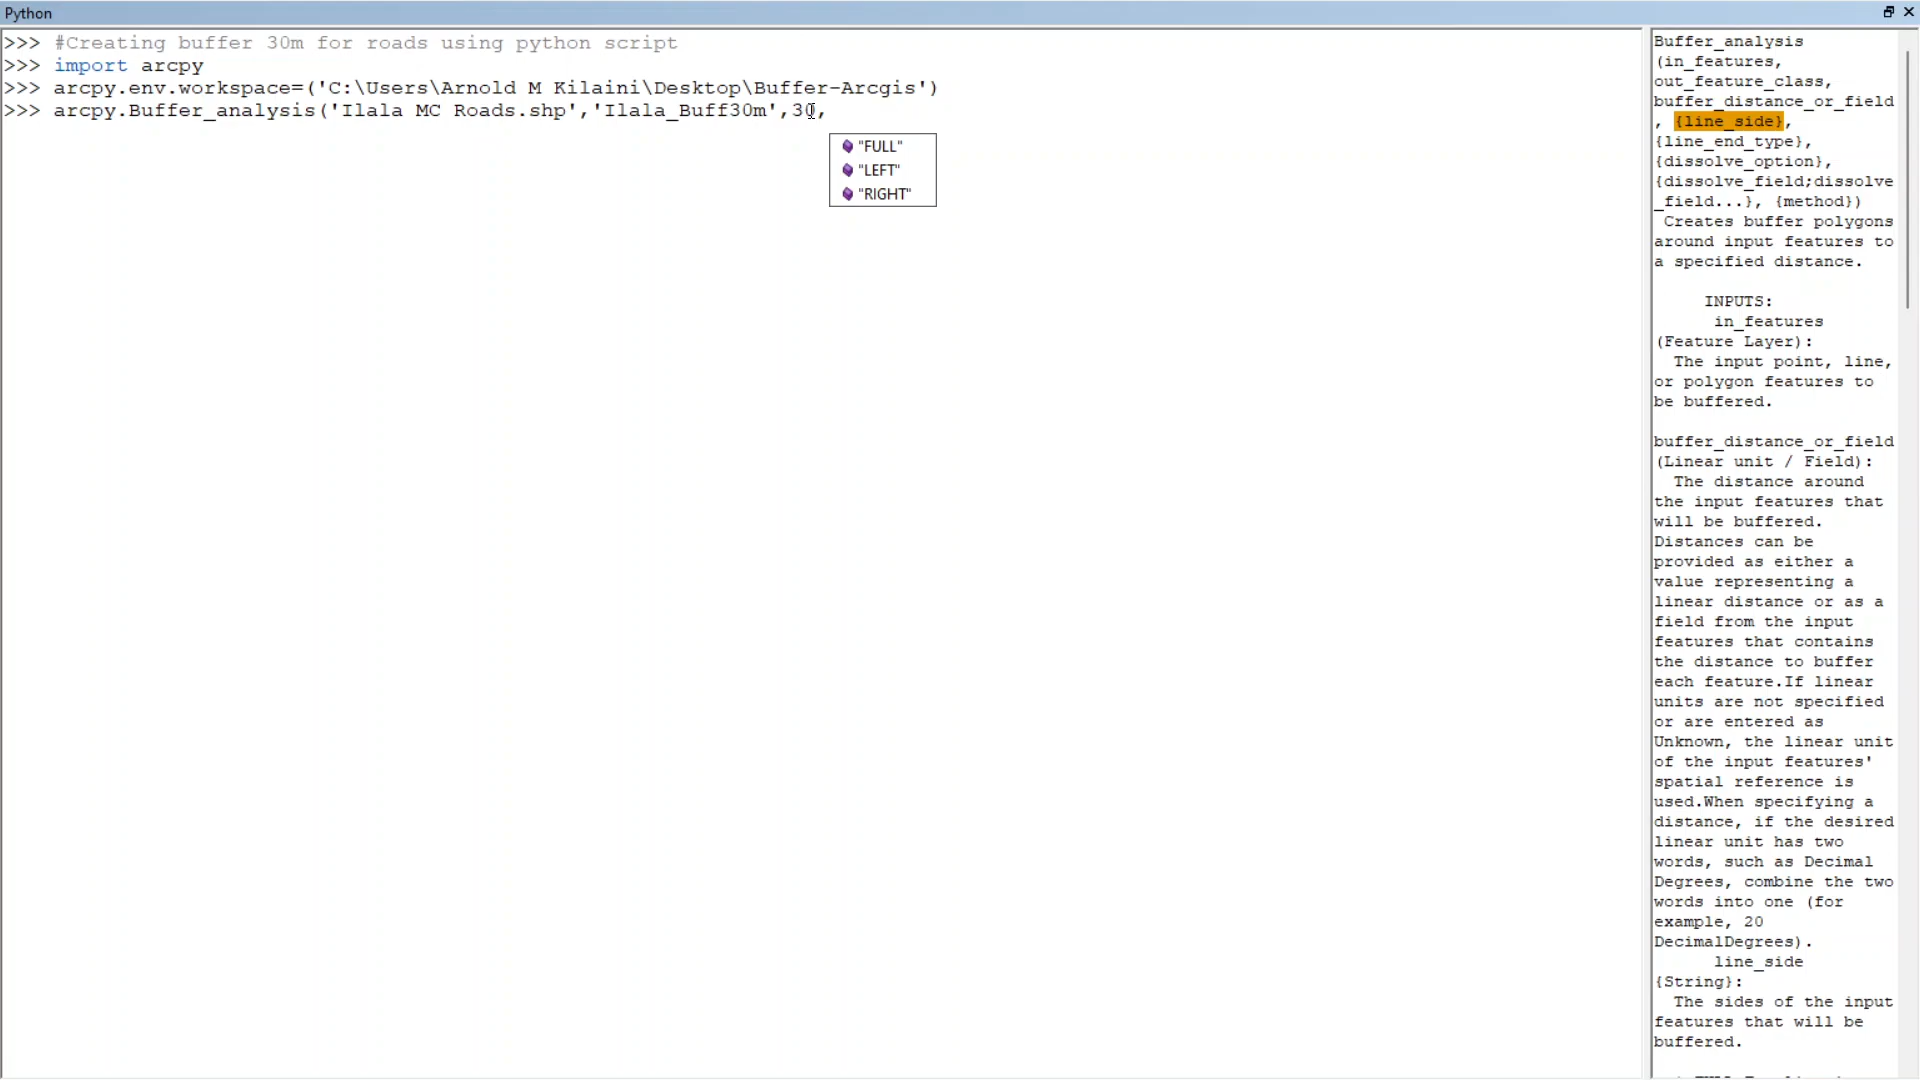 Python
>>> #Creating buffer 30m for roads using python script
>>> import arcpy
>>> arcpy.env.workspace=('C:\Users\Arnold M Kilaini\Desktop\Buffer-Arcgis')
>>> arcpy.Buffer_analysis('Ilala MC Roads.shp','Ilala_Buff30m',30,
"FULL"
"LEFT"
"RIGHT"
Buffer_analysis
(in_features,
out_feature_class,
buffer_distance_or_field
, {line_side},
{line_end_type},
{dissolve_option},
{dissolve_field;dissolve
_field...}, {method})
Creates buffer polygons
around input features to
a specified distance.
INPUTS:
in_features
(Feature Layer):
The input point, line,
or polygon features to
be buffered.
buffer_distance_or_field
(Linear unit / Field):
The distance around
the input features that
will be buffered.
Distances can be
provided as either a
value representing a
linear distance or as a
field from the input
features that contains
the distance to buffer
each feature.If linear
units are not specified
or are entered as
Unknown, the linear unit
of the input features'
spatial reference is
used.When specifying a
distance, if the desired
linear unit has two
words, such as Decimal
Degrees, combine the two
words into one (for
example, 20
DecimalDegrees).
line_side
{String}:
The sides of the input
features that will be
buffered.